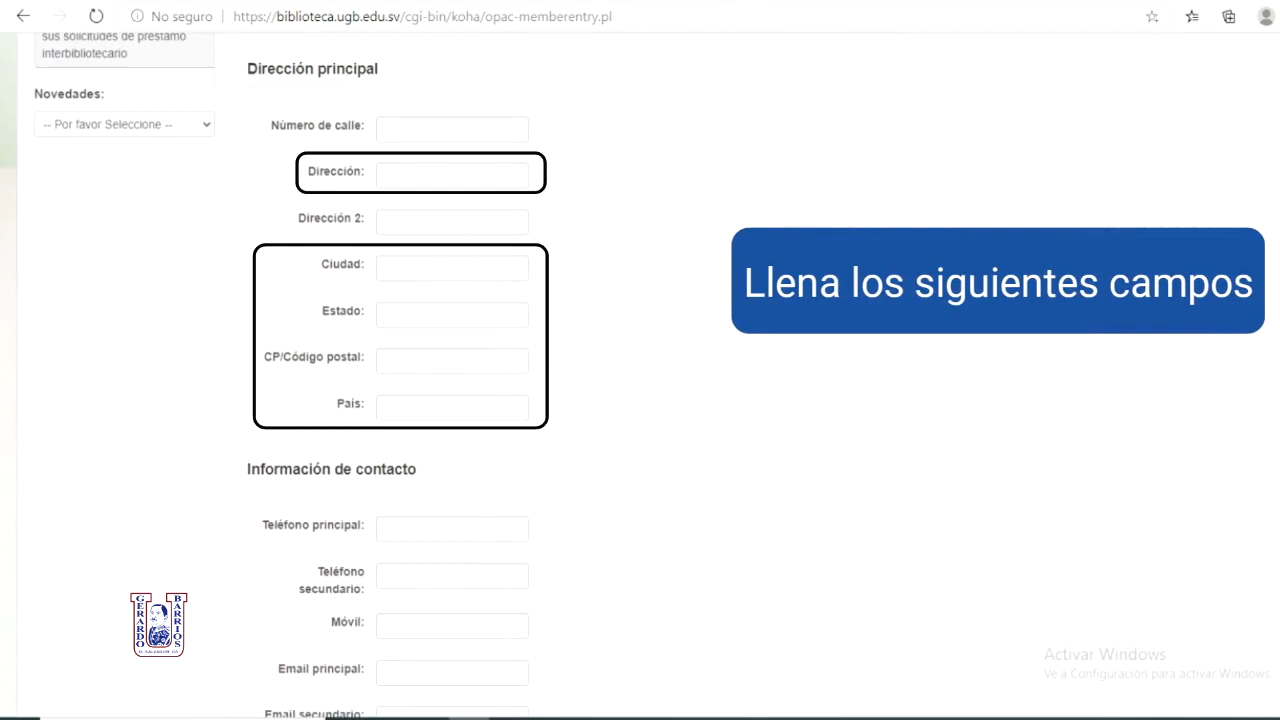 No seguro
https://biblioteca.ugb.edu.sv/cgi-bin/koha/opac-memberentry.pl
sus solicitudes de préstamo
interbibliotecario
Novedades:
-- Por favor Seleccione --
Dirección principal
Número de calle:
Dirección:
Dirección 2:
Ciudad:
Estado:
CP/Código postal:
País:
Llena los siguientes campos
Información de contacto
Teléfono principal:
Teléfono
secundario:
Móvil:
Email principal:
Email secundario:
GERARDO
BARRIOS
EL SALVADOR, CA
Activar Windows
Ve a Configuración para activar Windows.